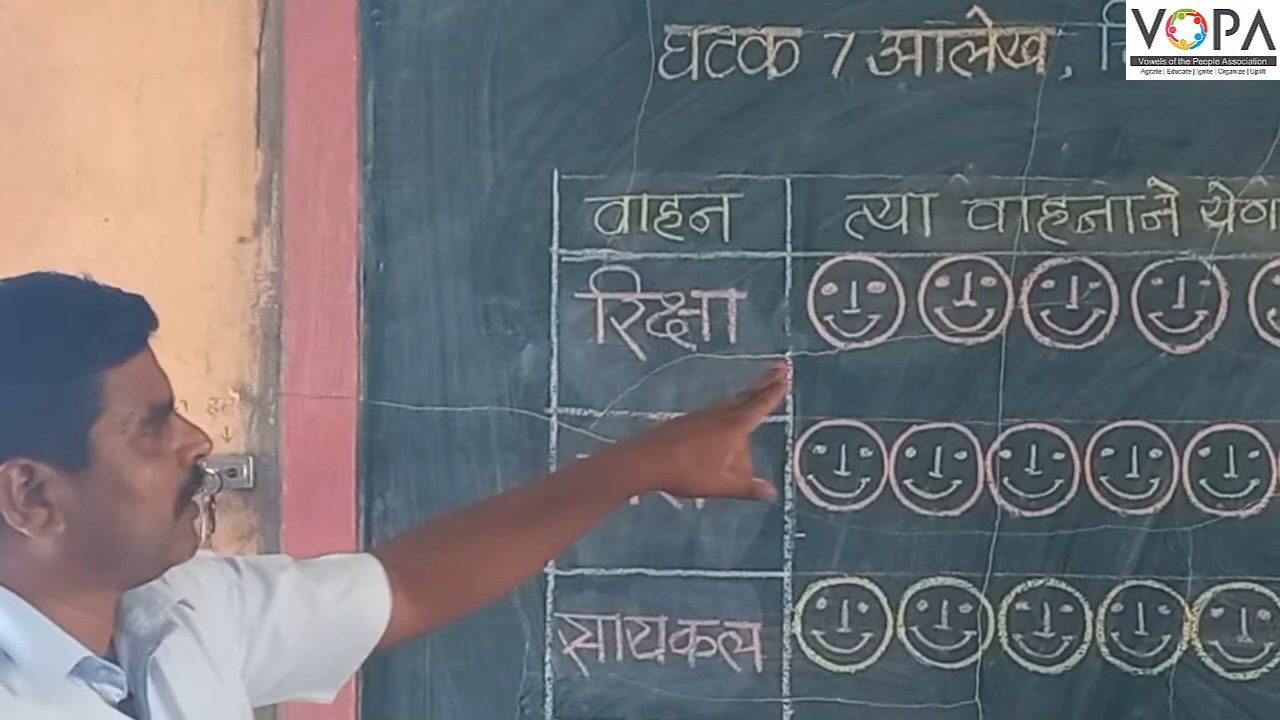 VOPA
Vowels of the People Association
Agitate | Educate | Ignite | Organize | Uplift
घटक 7 आलेख,
वाहन त्या वाहनाने
रिक्षा
सायकल